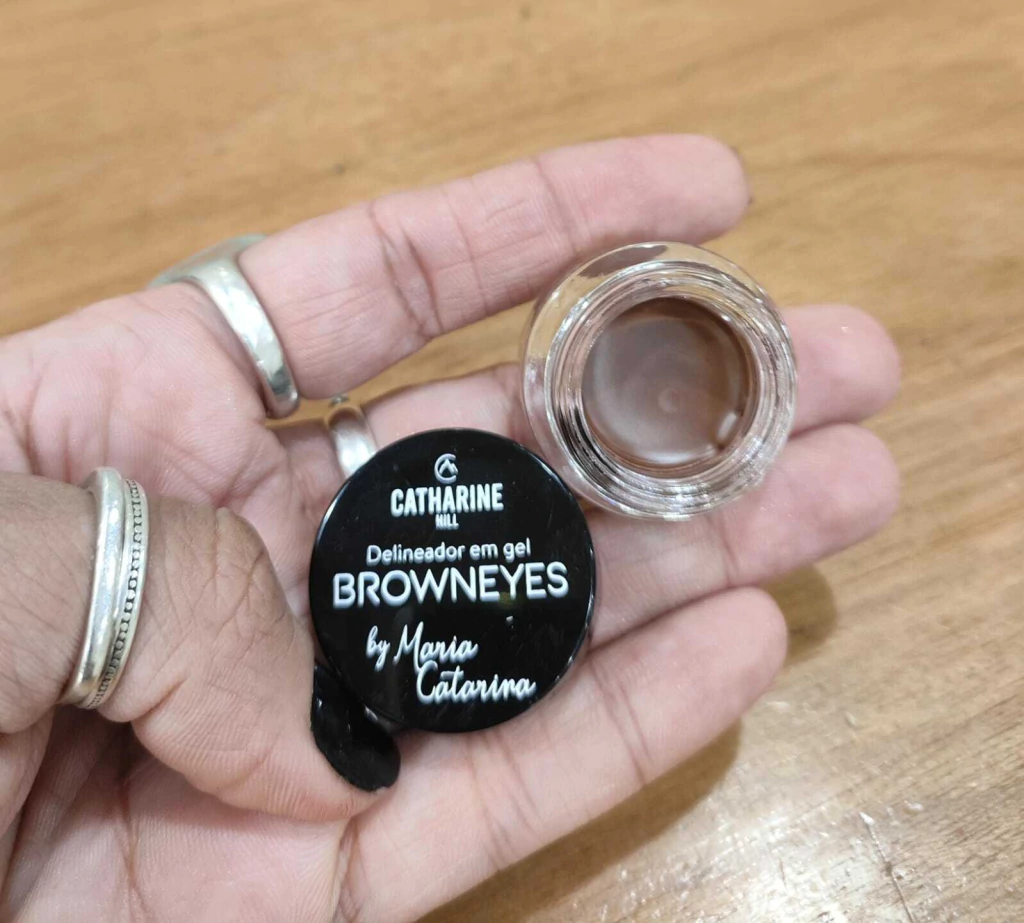 CATHARINE
HILL
Delineador em gel
BROWNEYES
by Maria
Catarina